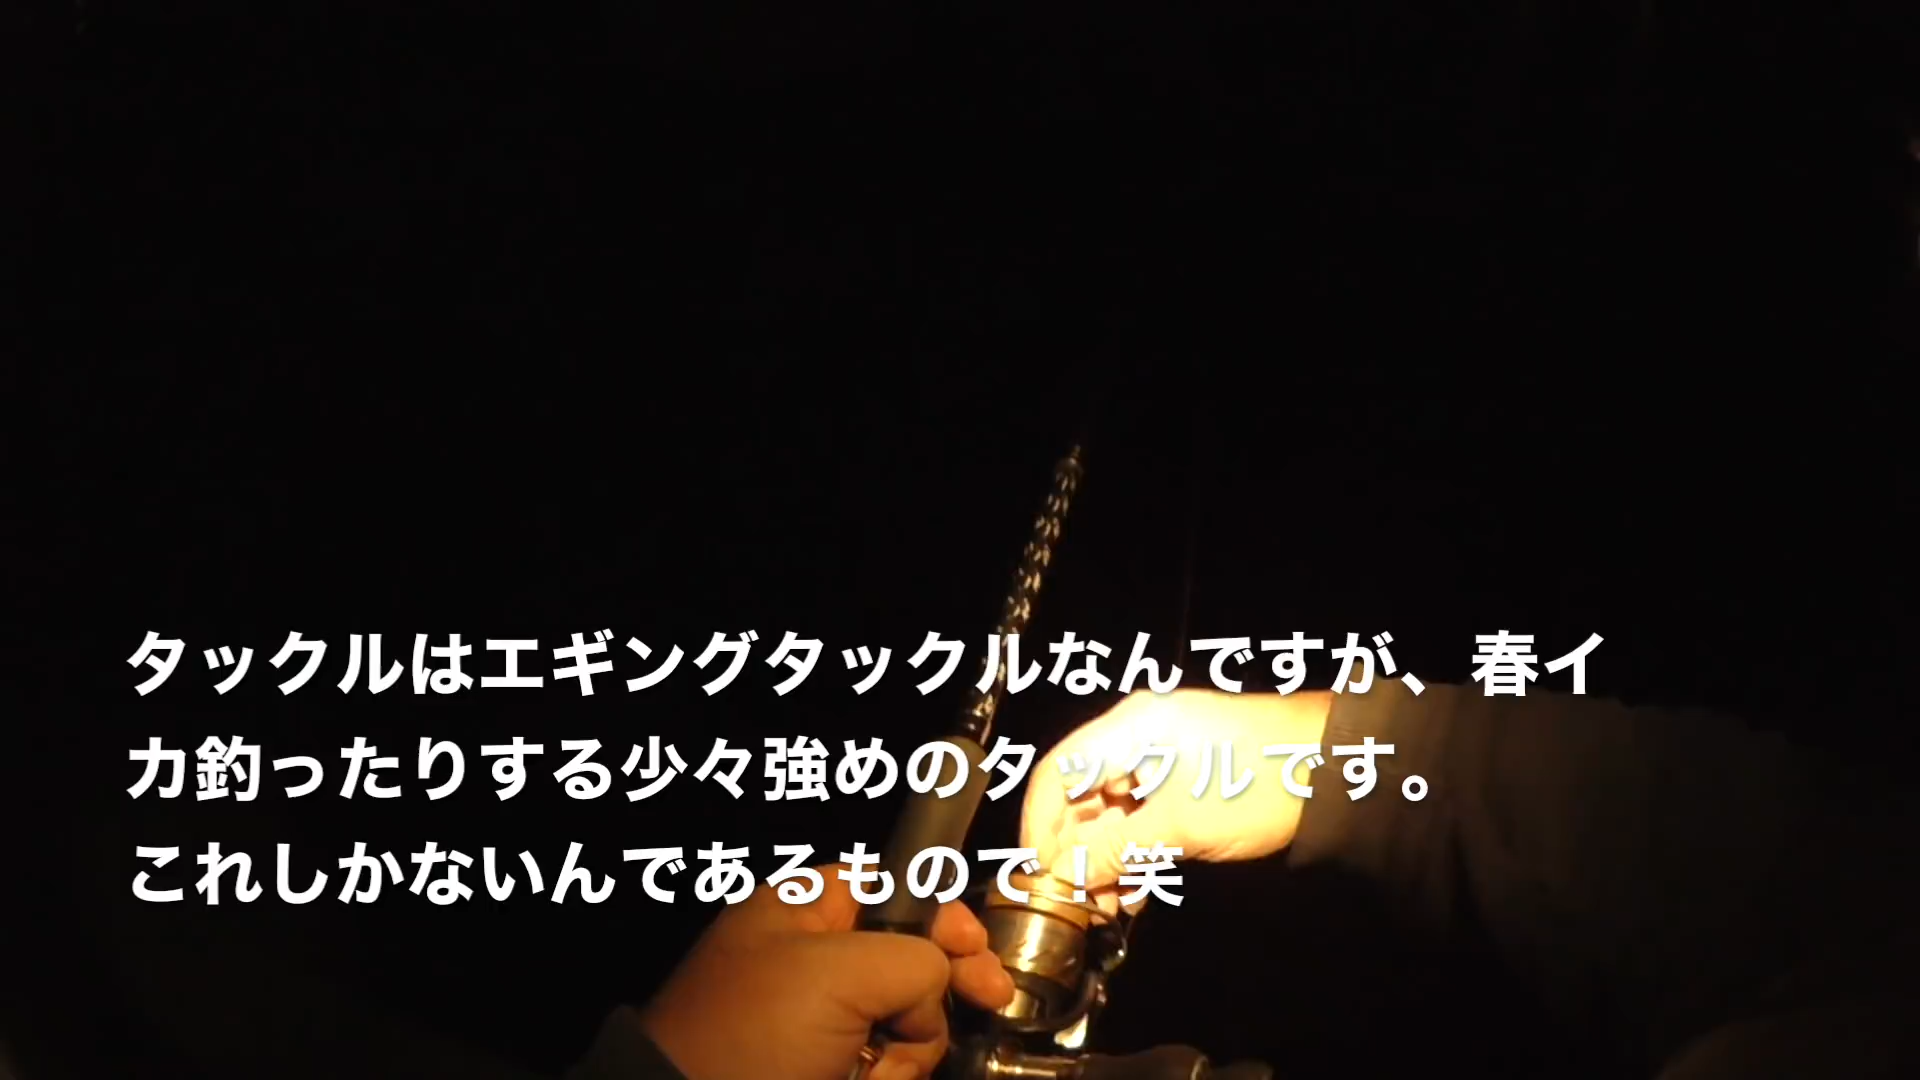 タックルはエギングタックルなんですが、春イ
カ釣ったりする少々強めのタックルです。
これしかないんであるもので！笑